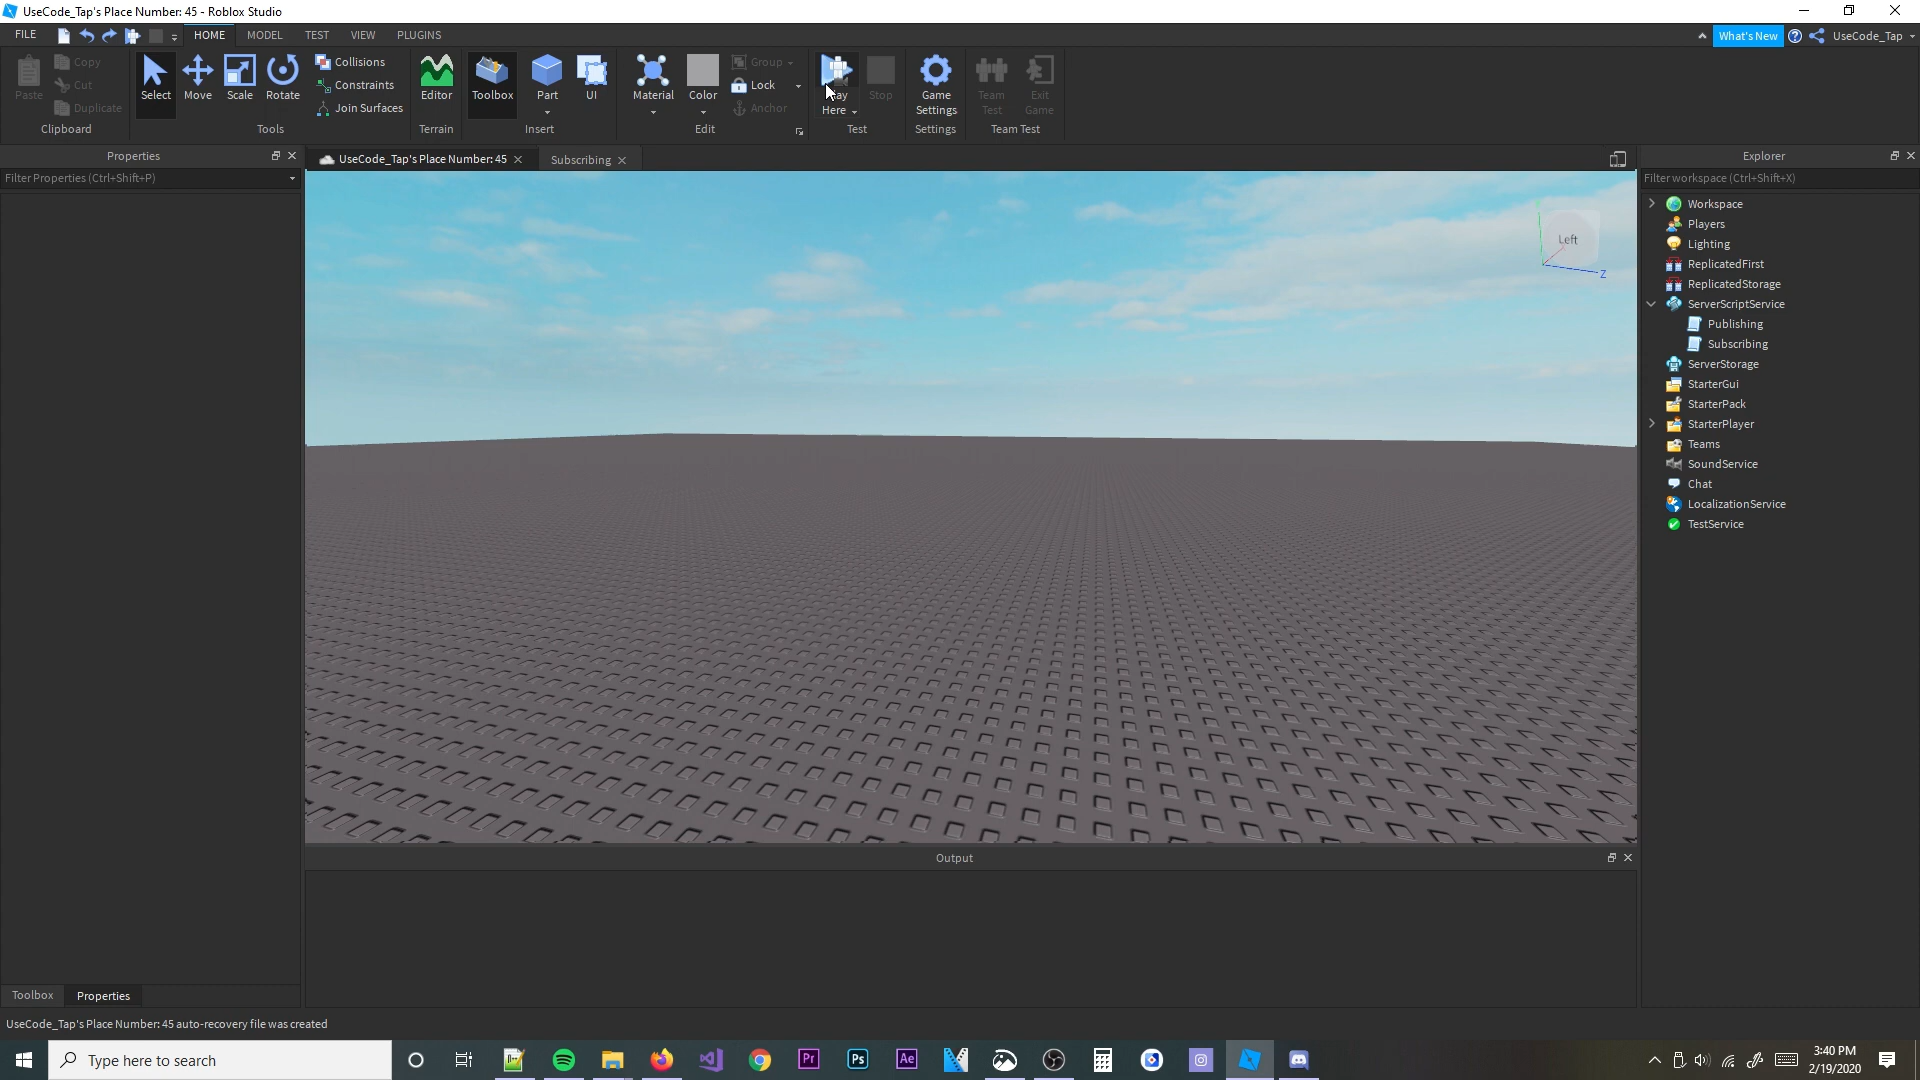 UseCode_Tap's Place Number: 45 - Roblox Studio
FILE HOME MODEL TEST VIEW PLUGINS What's New UseCode_Tap
Paste Copy Cut Duplicate
Clipboard
Select Move Scale Rotate Collisions Constraints Join Surfaces
Tools
Editor
Terrain
Toolbox Part UI
Insert
Material Color Group Lock Anchor
Edit
Here Stop
Test
Game Settings
Settings
Team Test Exit Game
Team Test
Properties
Filter Properties (Ctrl+Shift+P)
UseCode_Tap's Place Number: 45 Subscribing
Left
Z
Explorer
Filter workspace (Ctrl+Shift+X)
Workspace
Players
Lighting
ReplicatedFirst
ReplicatedStorage
ServerScriptService
Publishing
Subscribing
ServerStorage
StarterGui
StarterPack
StarterPlayer
Teams
SoundService
Chat
LocalizationService
TestService
Output
Toolbox Properties
UseCode_Tap's Place Number: 45 auto-recovery file was created
Type here to search
Pr Ps Ae
3:40 PM
2/19/2020